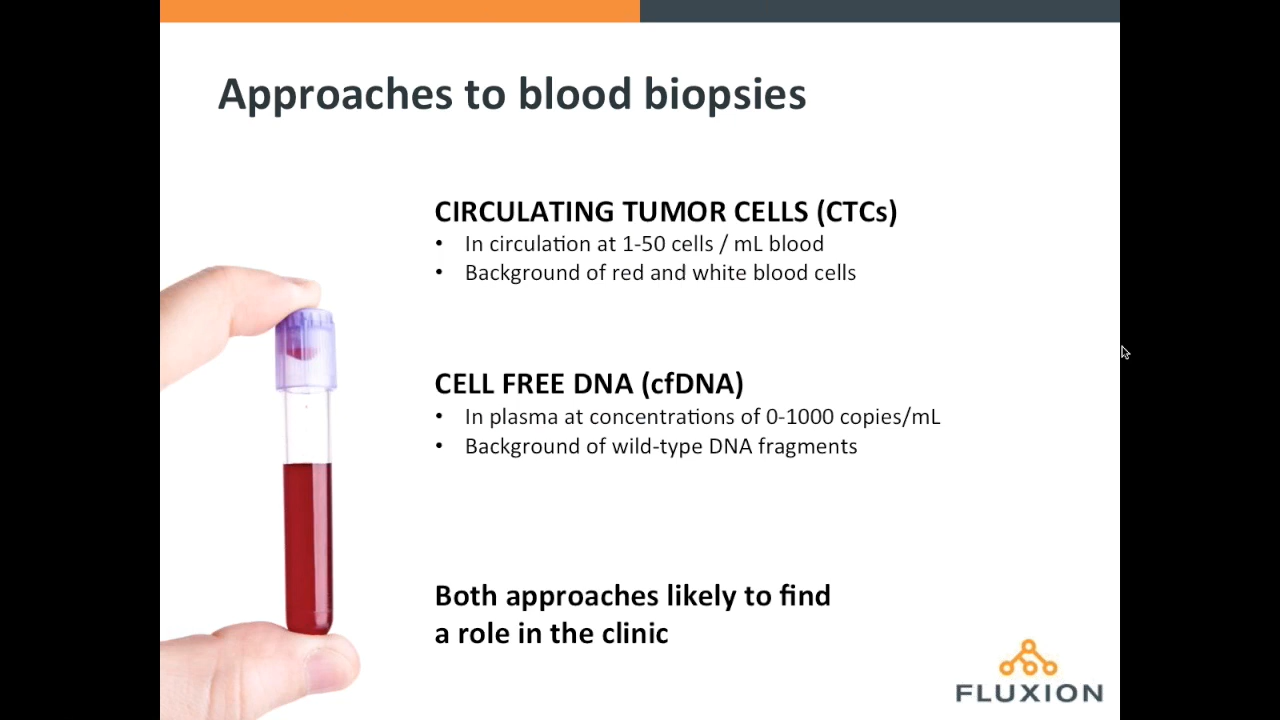 Approaches to blood biopsies
CIRCULATING TUMOR CELLS (CTCs)
• In circulation at 1-50 cells / mL blood
• Background of red and white blood cells
CELL FREE DNA (cfDNA)
• In plasma at concentrations of 0-1000 copies/mL
• Background of wild-type DNA fragments
Both approaches likely to find
a role in the clinic
FLUXION